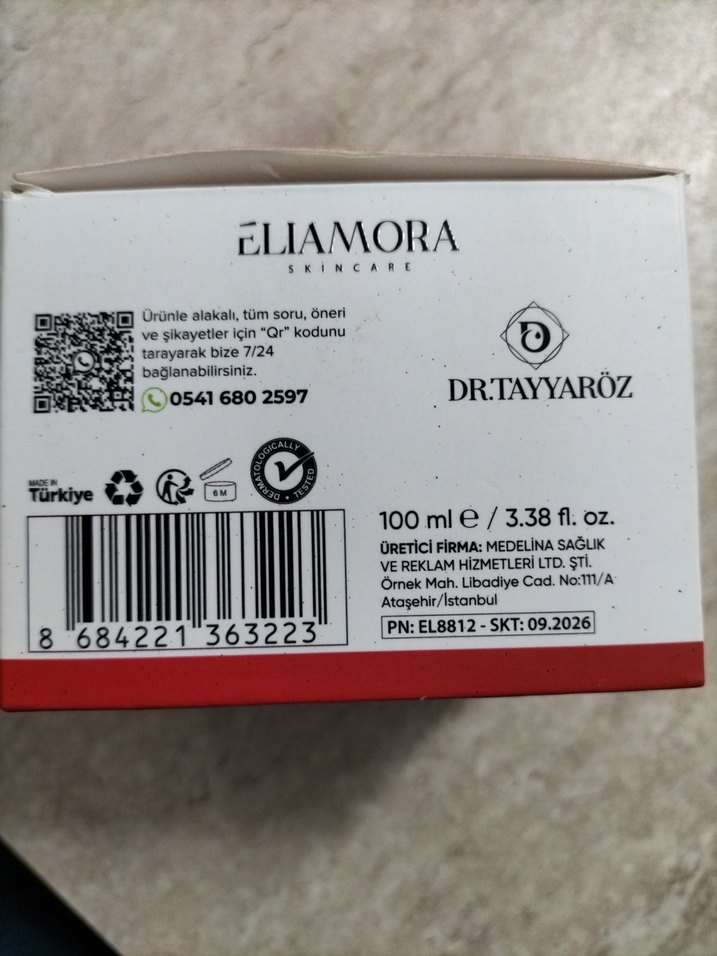 ELIAMORA
SKİNCARE
Ürünle alakalı, tüm soru, öneri
ve şikayetler için "Qr" kodunu
tarayarak bize 7/24
bağlanabilirsiniz.
0541 680 2597
DR.TAYYARÖZ
MADE IN
Türkiye
6 M
DERMATOLOGICALLY
TESTED
100 ml e / 3.38 fl. oz.
ÜRETİCİ FİRMA: MEDELİNA SAĞLIK
VE REKLAM HİZMETLERİ LTD. ŞTİ.
Örnek Mah. Libadiye Cad. No:111/A
Ataşehir/İstanbul
PN: EL8812 - SKT: 09.2026
8 684221 363223